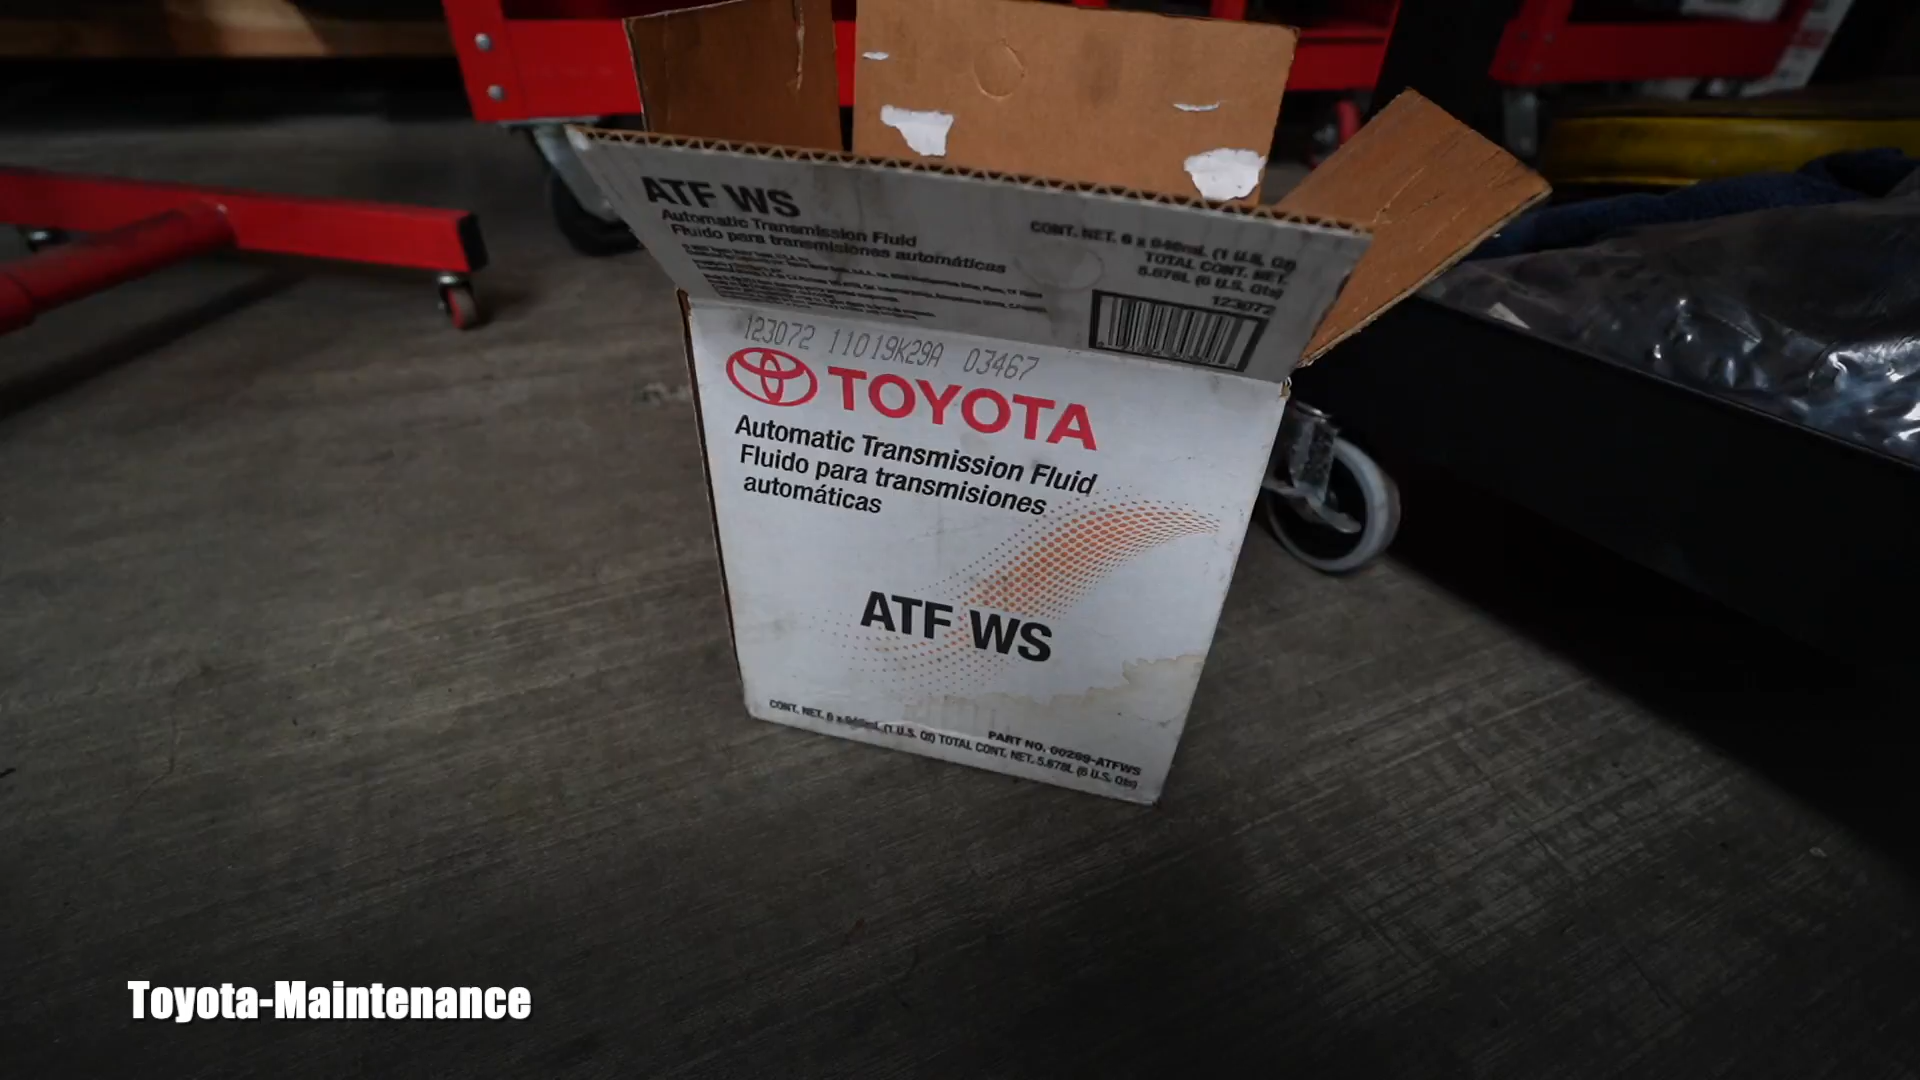 ATF WS
Automatic Transmission Fluid
Fluido para transmisiones automáticas
CONT. NET. 6 x 946mL (1 U.S. Qt)
TOTAL CONT. NET.
5.678L (6 U.S. Qts)
123072
123072 11019K29A 03467
TOYOTA
Automatic Transmission Fluid
Fluido para transmisiones
automáticas
ATF WS
PART NO. 00289-ATFWS
CONT. NET. 6 x 946mL (1 U.S. Qt) TOTAL CONT. NET. 5.678L (6 U.S. Qts)
Toyota-Maintenance